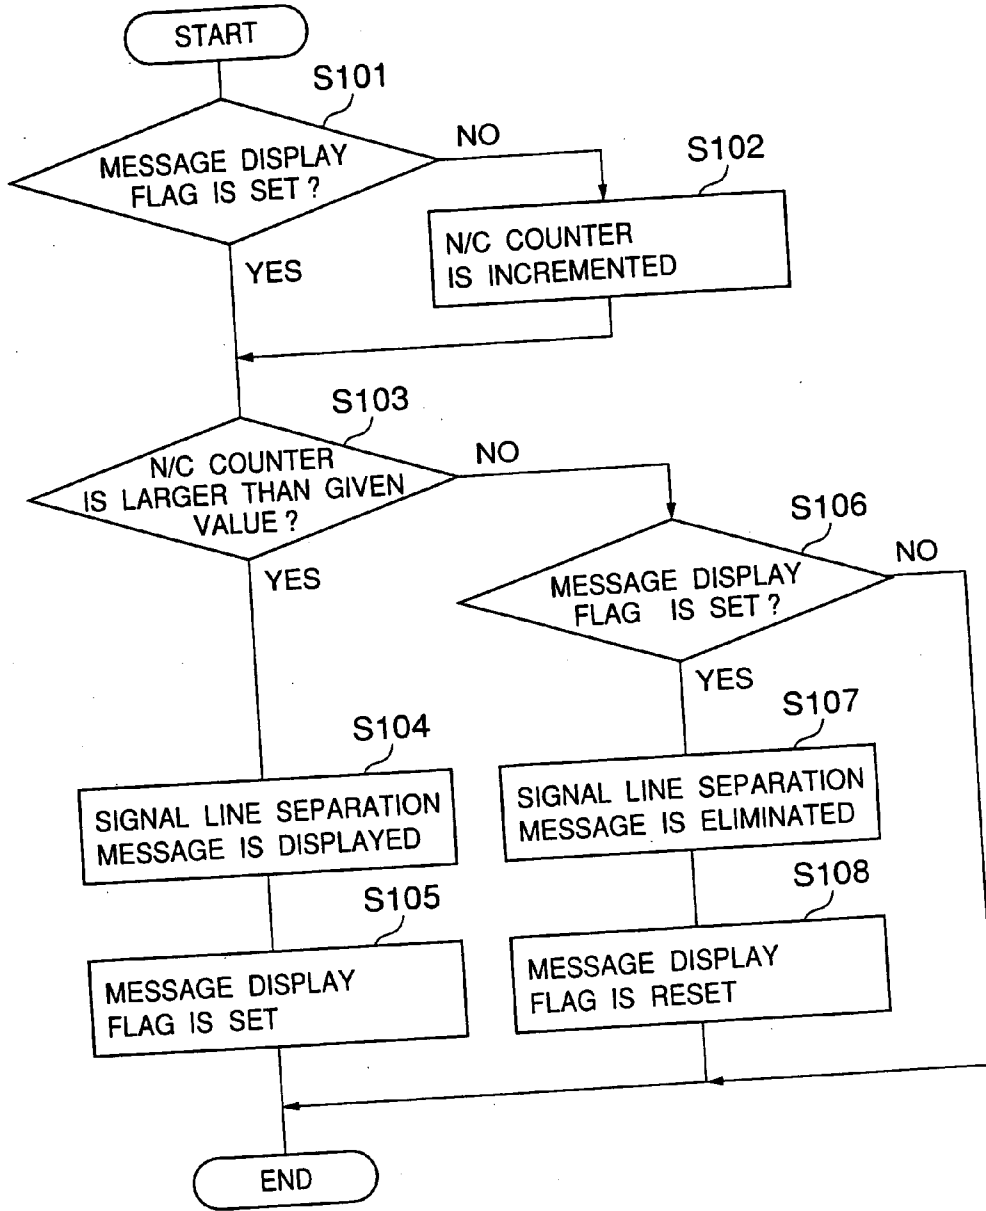 START
S101
MESSAGE DISPLAY
FLAG IS SET ?
NO
YES
S102
N/C COUNTER
IS INCREMENTED
S103
N/C COUNTER
IS LARGER THAN GIVEN
VALUE ?
NO
YES
S106
MESSAGE DISPLAY
FLAG IS SET ?
NO
YES
S104
SIGNAL LINE SEPARATION
MESSAGE IS DISPLAYED
S107
SIGNAL LINE SEPARATION
MESSAGE IS ELIMINATED
S105
MESSAGE DISPLAY
FLAG IS SET
S108
MESSAGE DISPLAY
FLAG IS RESET
END